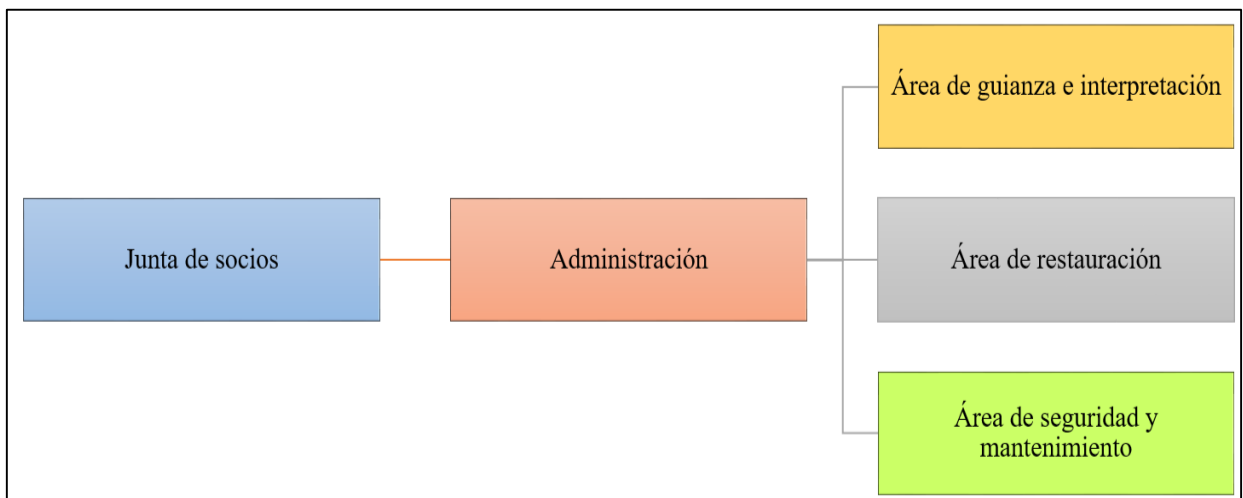 Junta de socios
Administración
Área de guianza e interpretación
Área de restauración
Área de seguridad y
mantenimiento